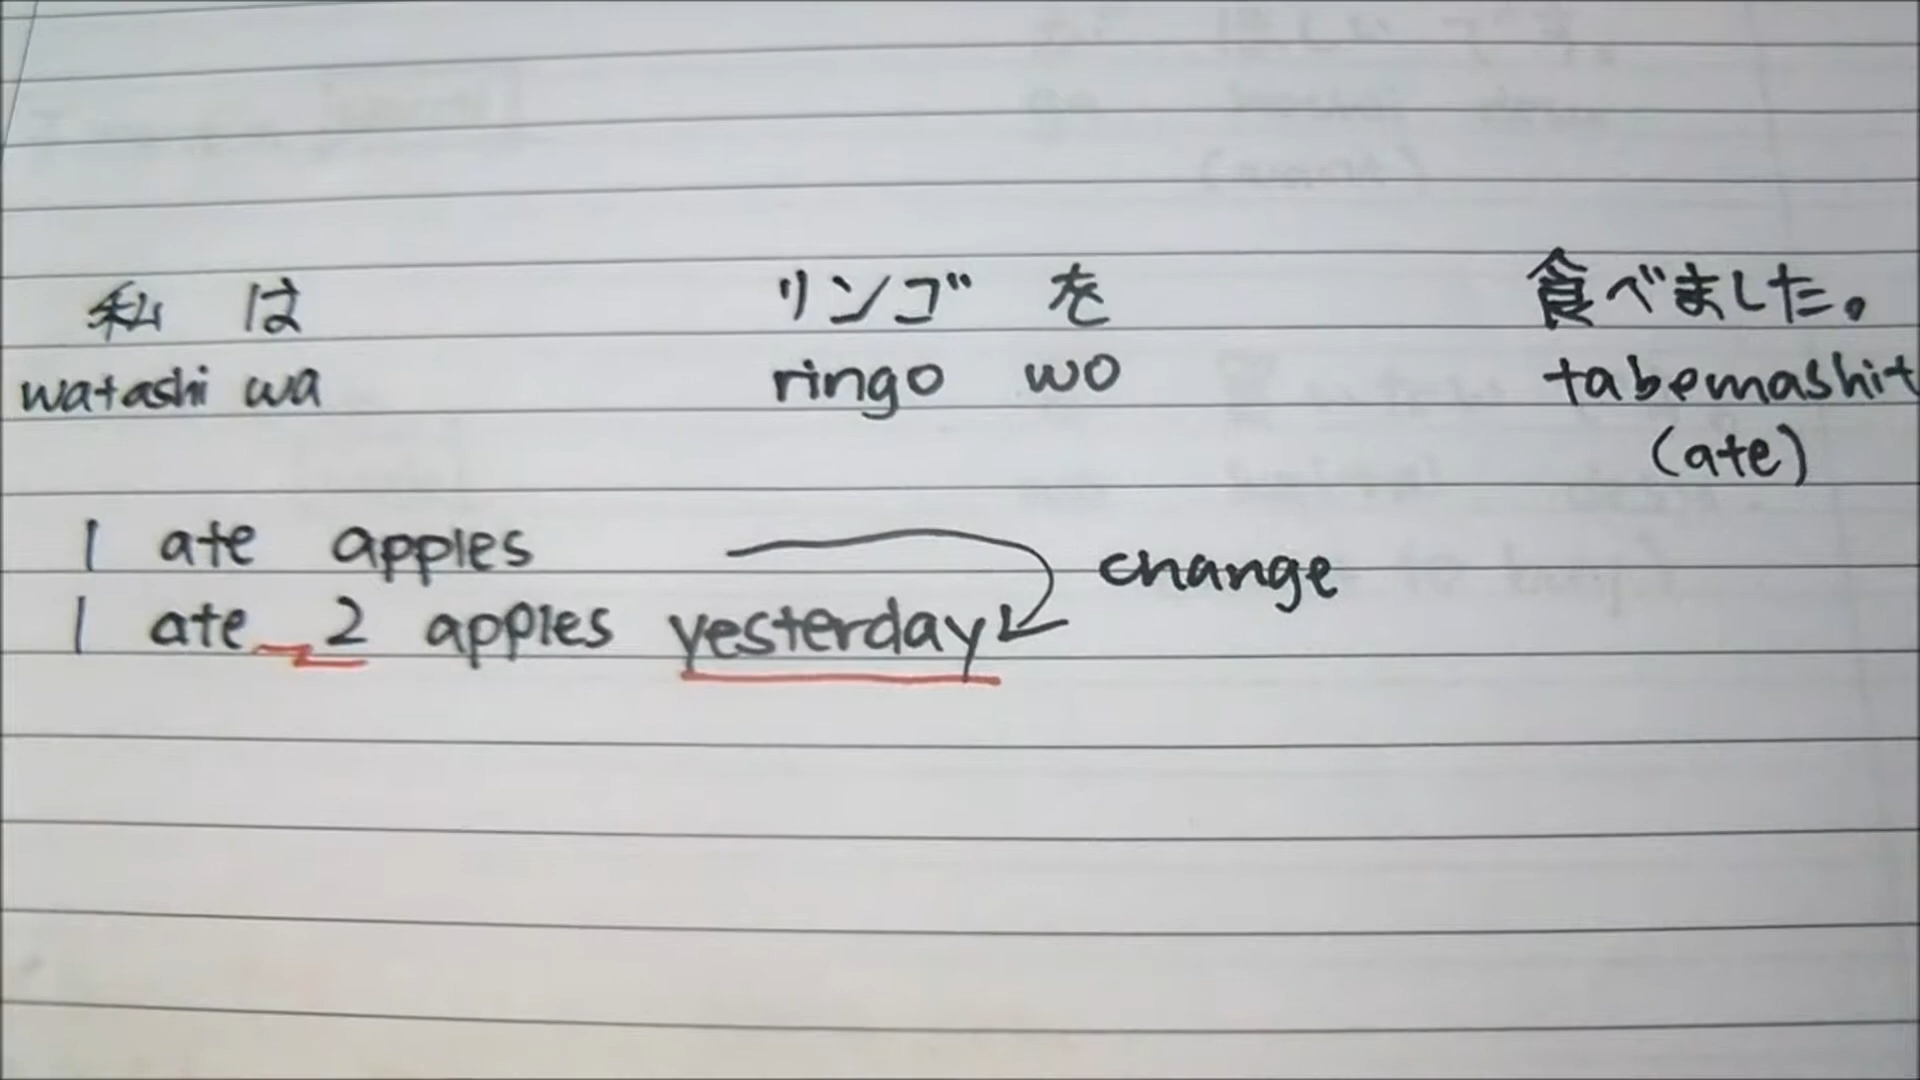 私 は リンゴ を 食べました。
watashi wa ringo wo tabemashit
(ate)
I ate apples
change
I ate 2 apples yesterday